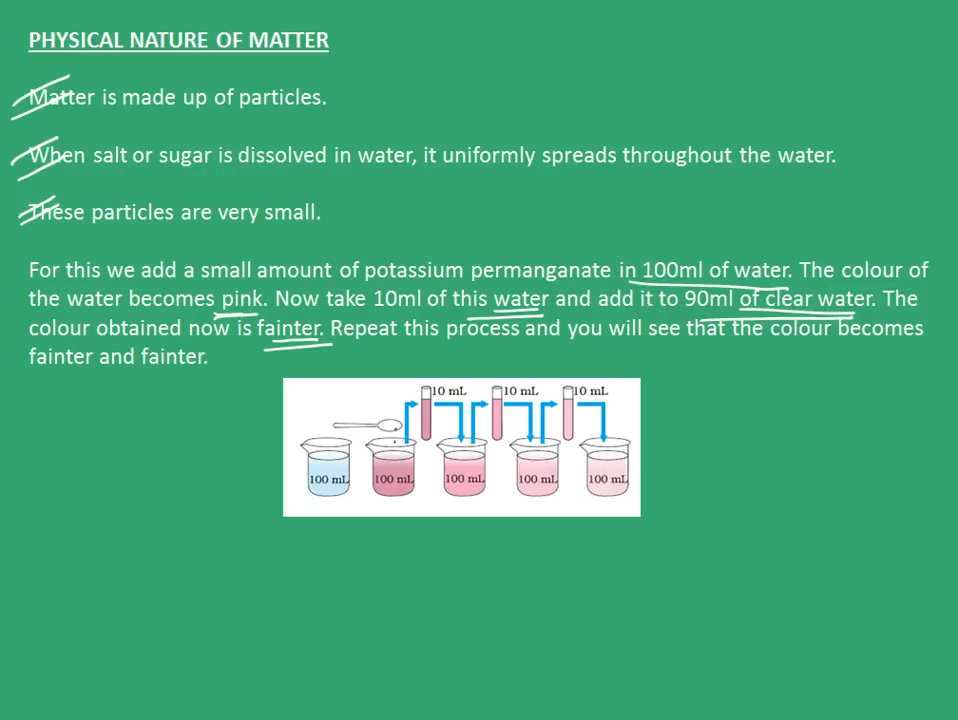 PHYSICAL NATURE OF MATTER
Matter is made up of particles.
When salt or sugar is dissolved in water, it uniformly spreads throughout the water.
These particles are very small.
For this we add a small amount of potassium permanganate in 100ml of water. The colour of
the water becomes pink. Now take 10ml of this water and add it to 90ml of clear water. The
colour obtained now is fainter. Repeat this process and you will see that the colour becomes
fainter and fainter.
10 mL 10 mL 10 mL
100 mL 100 mL 100 mL 100 mL 100 mL